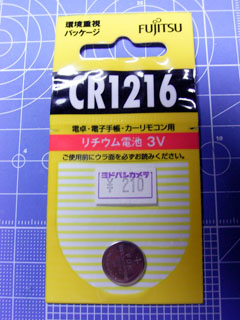 環境重視
パッケージ
FUJITSU
CR1216
電卓・電子手帳・カーリモコン用
リチウム電池 3V
ご使用前にウラ面を必ずお読みください。
ヨドバシカメラ
¥ 210